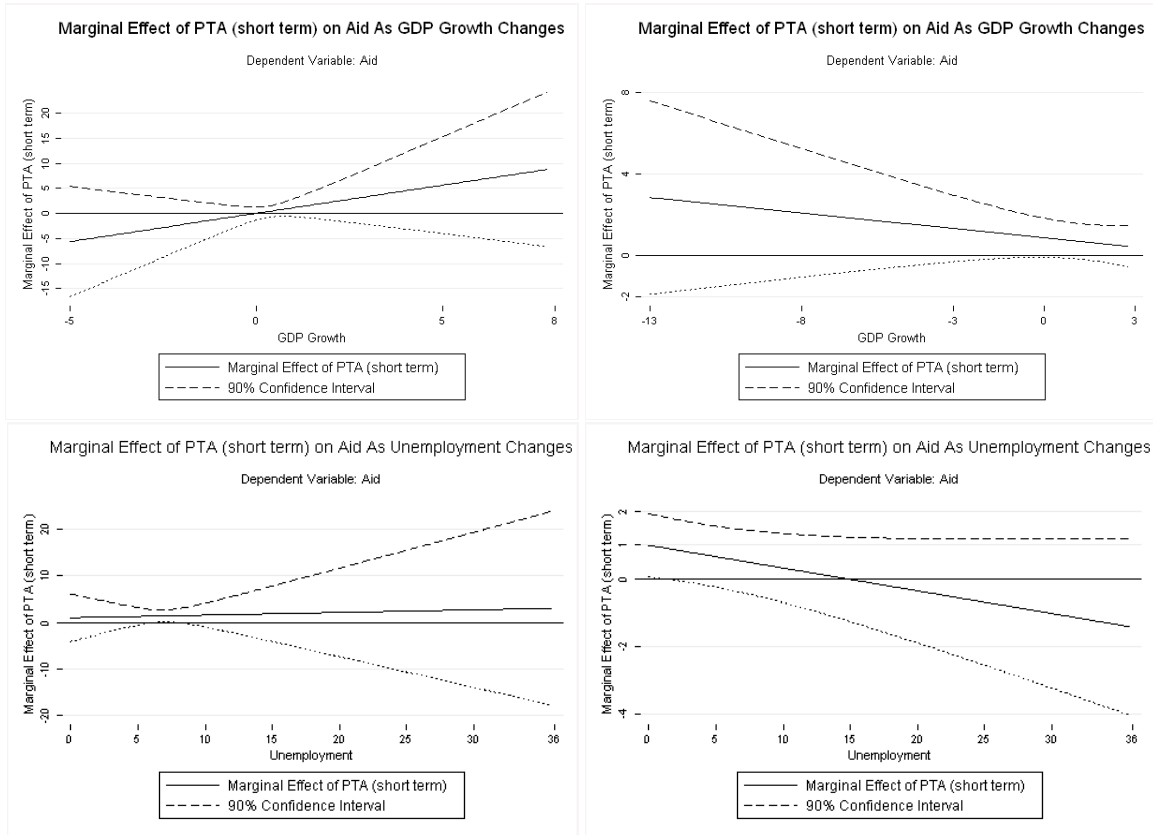 Marginal Effect of PTA (short term) on Aid As GDP Growth Changes
Dependent Variable: Aid
Marginal Effect of PTA (short term)
20
15
10
5
0
-5
-10
-15
-5
0
5
8
GDP Growth
Marginal Effect of PTA (short term)
90% Confidence Interval
Marginal Effect of PTA (short term) on Aid As GDP Growth Changes
Dependent Variable: Aid
Marginal Effect of PTA (short term)
8
4
0
-2
-13
-8
-3
0
3
GDP Growth
Marginal Effect of PTA (short term)
90% Confidence Interval
Marginal Effect of PTA (short term) on Aid As Unemployment Changes
Dependent Variable: Aid
Marginal Effect of PTA (short term)
20
10
0
-10
-20
0
5
10
15
20
25
30
36
Unemployment
Marginal Effect of PTA (short term)
90% Confidence Interval
Marginal Effect of PTA (short term) on Aid As Unemployment Changes
Dependent Variable: Aid
Marginal Effect of PTA (short term)
2
1
0
-2
-4
0
5
10
15
20
25
30
36
Unemployment
Marginal Effect of PTA (short term)
90% Confidence Interval